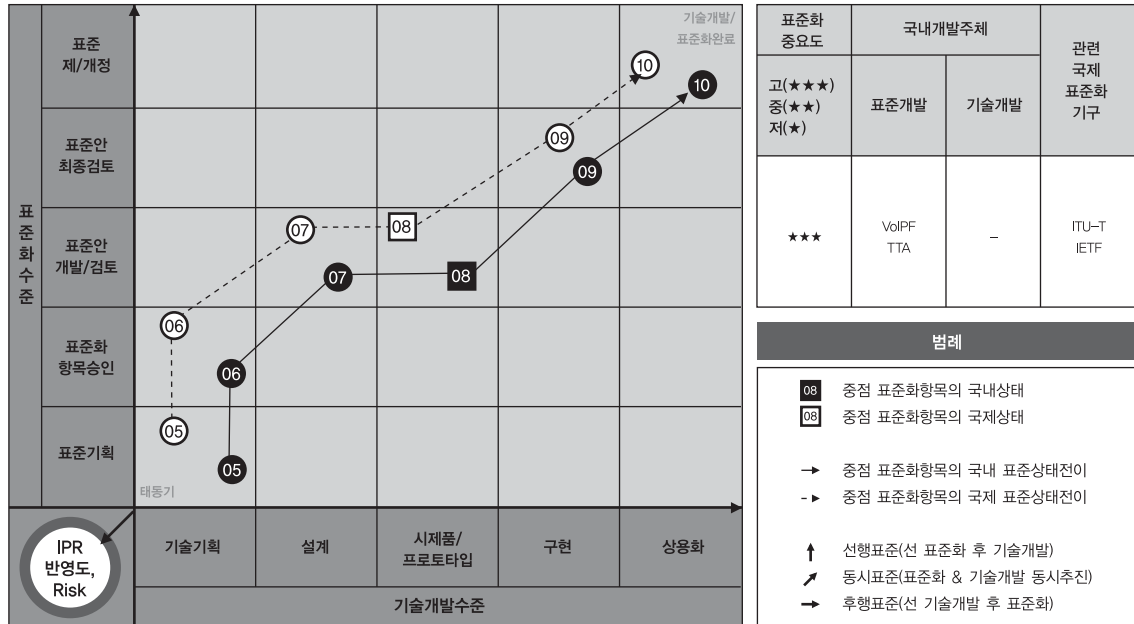 기술개발/
표준화완료
표준
제/개정
10
10
표준안
최종검토
09
09
표준화수준
표준안
개발/검토
07
08
07
08
표준화
항목승인
06
06
표준기획
05
05
태동기
IPR
반영도,
Risk
기술기획
설계
시제품/
프로토타입
구현
상용화
기술개발수준
표준화
중요도
국내개발주체
관련
국제
표준화
기구
고(★★★)
중(★★)
저(★)
표준개발
기술개발
★★★
VoIPF
TTA
–
ITU–T
IETF
범례
08 중점 표준화항목의 국내상태
08 중점 표준화항목의 국제상태
중점 표준화항목의 국내 표준상태전이
중점 표준화항목의 국제 표준상태전이
선행표준(선 표준화 후 기술개발)
동시표준(표준화 & 기술개발 동시추진)
후행표준(선 기술개발 후 표준화)